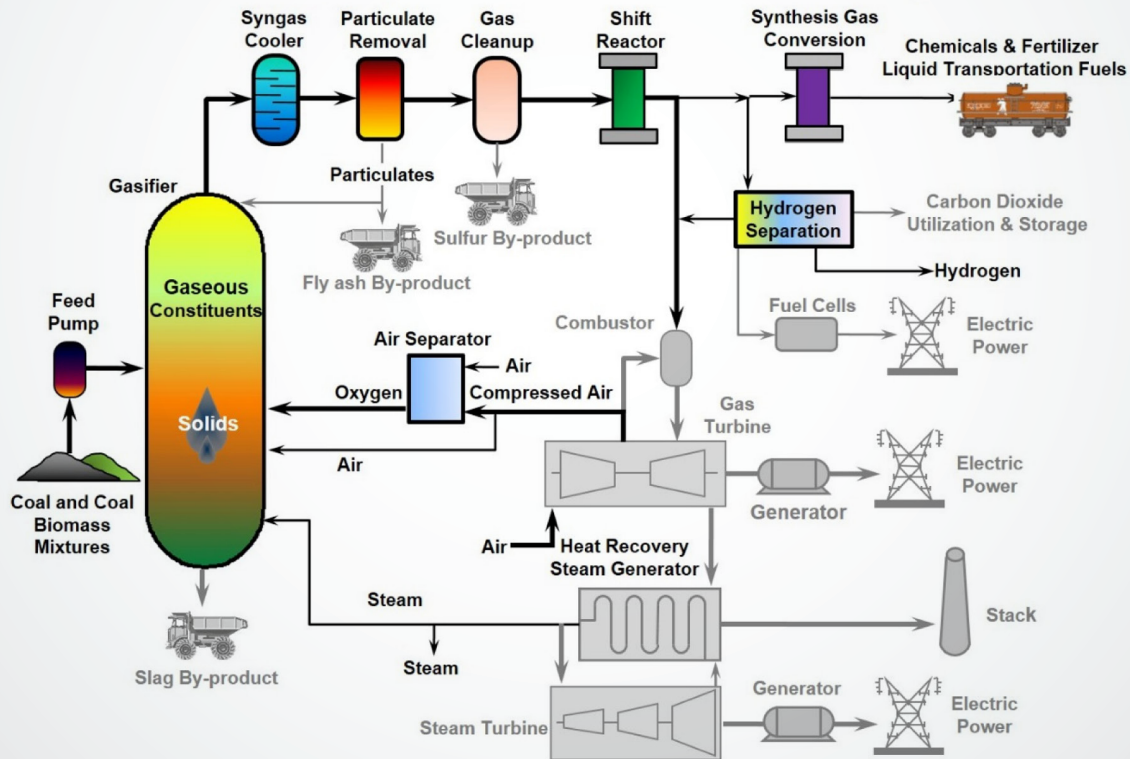 Syngas
Cooler
Particulate
Removal
Gas
Cleanup
Shift
Reactor
Synthesis Gas
Conversion
Chemicals & Fertilizer
Liquid Transportation Fuels
Gasifier
Particulates
Sulfur By-product
Fly ash By-product
Hydrogen
Separation
Carbon Dioxide
Utilization & Storage
Hydrogen
Fuel Cells
Electric
Power
Gaseous
Constituents
Feed
Pump
Solids
Coal and Coal
Biomass
Mixtures
Air Separator
Air
Oxygen
Compressed Air
Air
Combustor
Gas
Turbine
Generator
Electric
Power
Air
Heat Recovery
Steam Generator
Steam
Steam
Stack
Slag By-product
Steam Turbine
Generator
Electric
Power